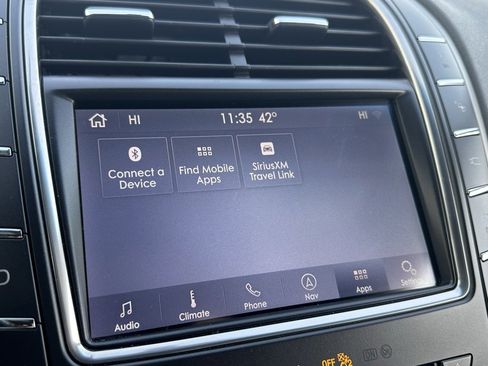 HI 11:35 42° HI
Connect a
Device
Find Mobile
Apps
SiriusXM
Travel Link
Audio
Climate
Phone
Nav
Apps
Settings
OFF
ON